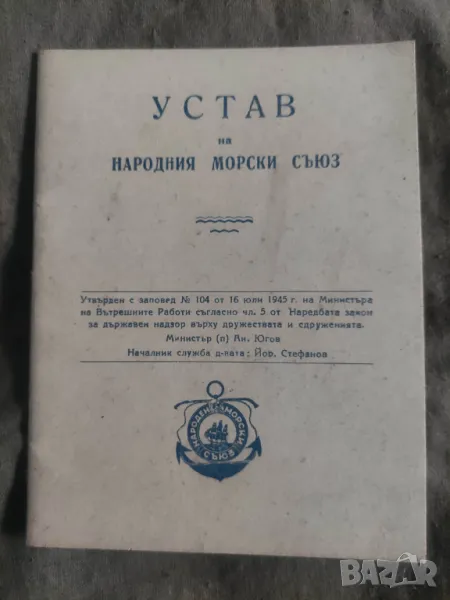 УСТАВ
на
НАРОДНИЯ МОРСКИ СЪЮЗ
Утвърден с заповед № 104 от 16 юли 1945 г. на Министъра
на Вътрешните Работи съгласно чл. 5 от Наредбата закон
за държавен надзор върху дружествата и сдруженията.
Министър (п) Ан. Югов
Началник служба д-вата: Йор. Стефанов
НАРОДЕН МОРСКИ
СЪЮЗ
BAZAR